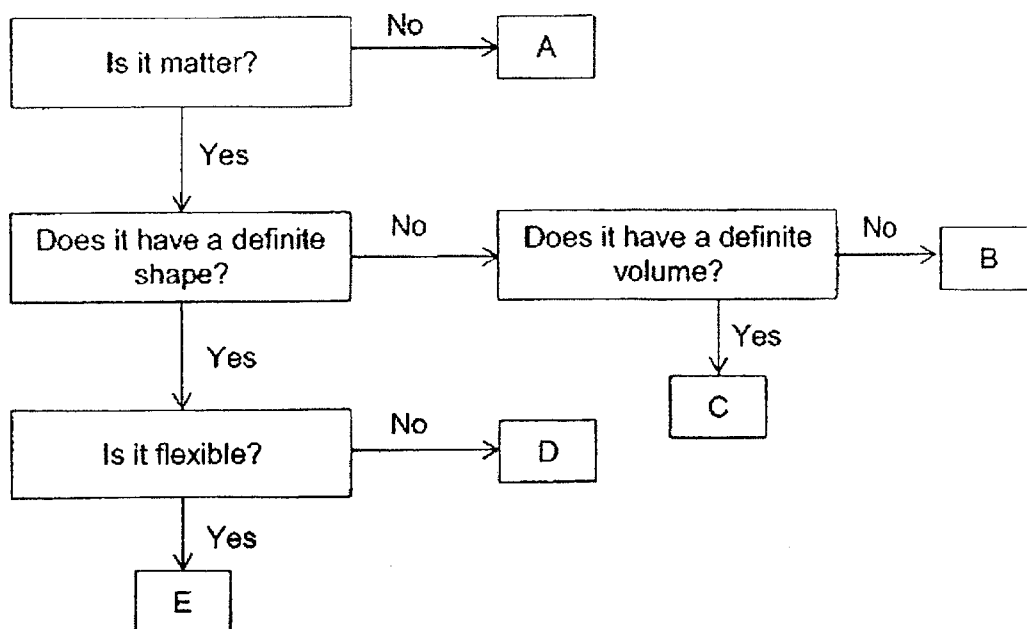 Is it matter?
No
A
Yes
Does it have a definite
shape?
No
Does it have a definite
volume?
No
B
Yes
Yes
C
Is it flexible?
No
D
Yes
E